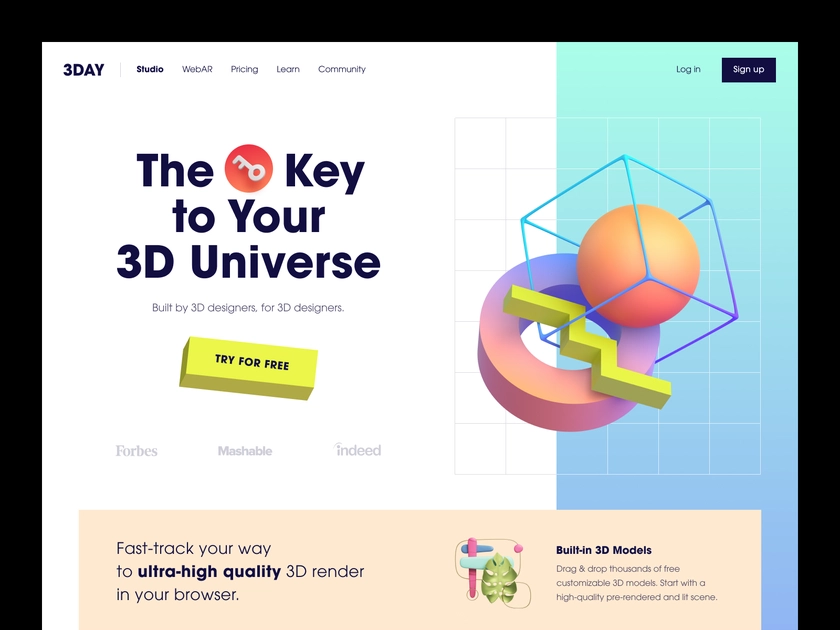 3DAY
Studio
WebAR
Pricing
Learn
Community
Log in
Sign up
The Key
to Your
3D Universe
Built by 3D designers, for 3D designers.
TRY FOR FREE
Forbes
Mashable
indeed
Fast-track your way
to ultra-high quality 3D render
in your browser.
Built-in 3D Models
Drag & drop thousands of free
customizable 3D models. Start with a
high-quality pre-rendered and lit scene.